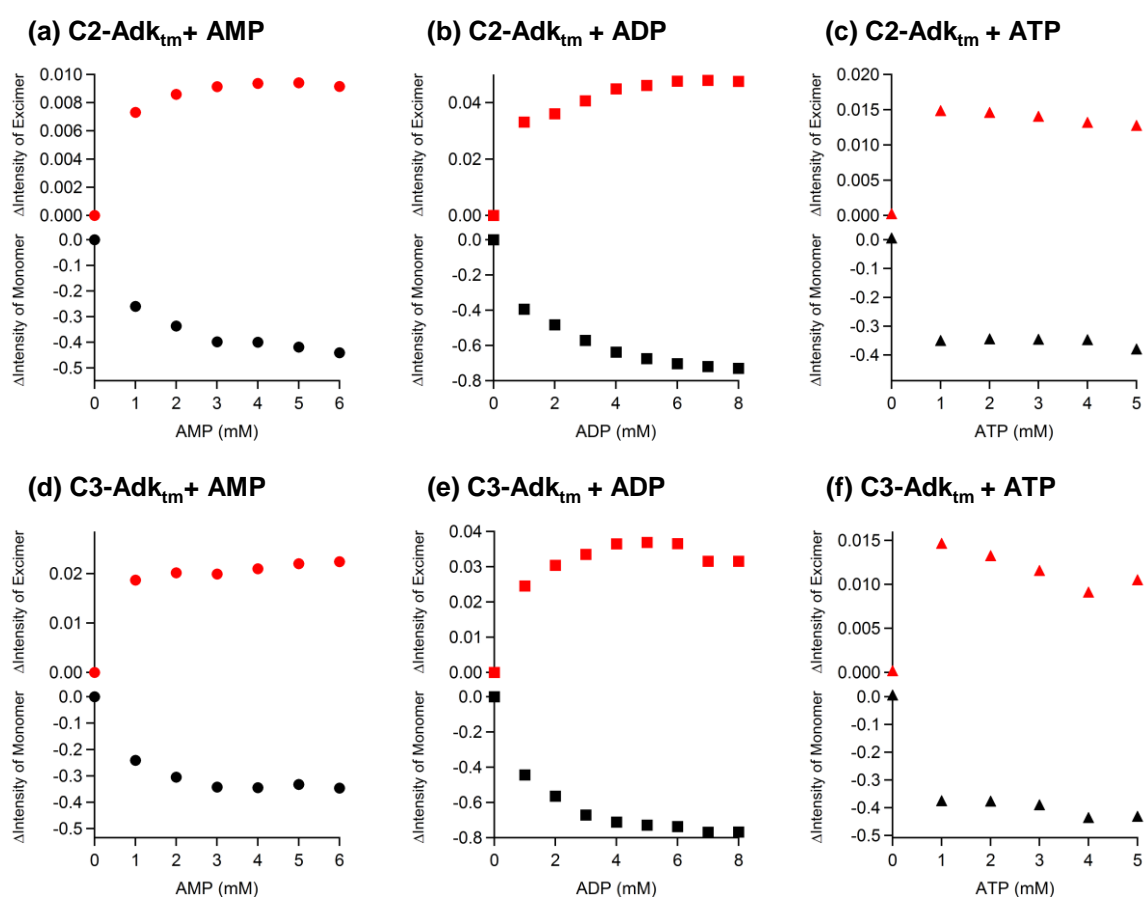 (a) C2-Adktm+ AMP
ΔIntensity of Excimer
0.010
0.008
0.006
0.004
0.002
0.000
ΔIntensity of Monomer
0.0
-0.1
-0.2
-0.3
-0.4
-0.5
0 1 2 3 4 5 6
AMP (mM)
(b) C2-Adktm + ADP
ΔIntensity of Excimer
0.04
0.02
0.00
ΔIntensity of Monomer
0.0
-0.2
-0.4
-0.6
-0.8
0 2 4 6 8
ADP (mM)
(c) C2-Adktm + ATP
ΔIntensity of Excimer
0.020
0.015
0.010
0.005
0.000
ΔIntensity of Monomer
0.0
-0.1
-0.2
-0.3
-0.4
0 1 2 3 4 5
ATP (mM)
(d) C3-Adktm+ AMP
ΔIntensity of Excimer
0.02
0.01
0.00
ΔIntensity of Monomer
0.0
-0.1
-0.2
-0.3
-0.4
-0.5
0 1 2 3 4 5 6
AMP (mM)
(e) C3-Adktm + ADP
ΔIntensity of Excimer
0.04
0.03
0.02
0.01
0.00
ΔIntensity of Monomer
0.0
-0.2
-0.4
-0.6
-0.8
0 2 4 6 8
ADP (mM)
(f) C3-Adktm + ATP
ΔIntensity of Excimer
0.015
0.010
0.005
0.000
ΔIntensity of Monomer
0.0
-0.1
-0.2
-0.3
-0.4
-0.5
0 1 2 3 4 5
ATP (mM)